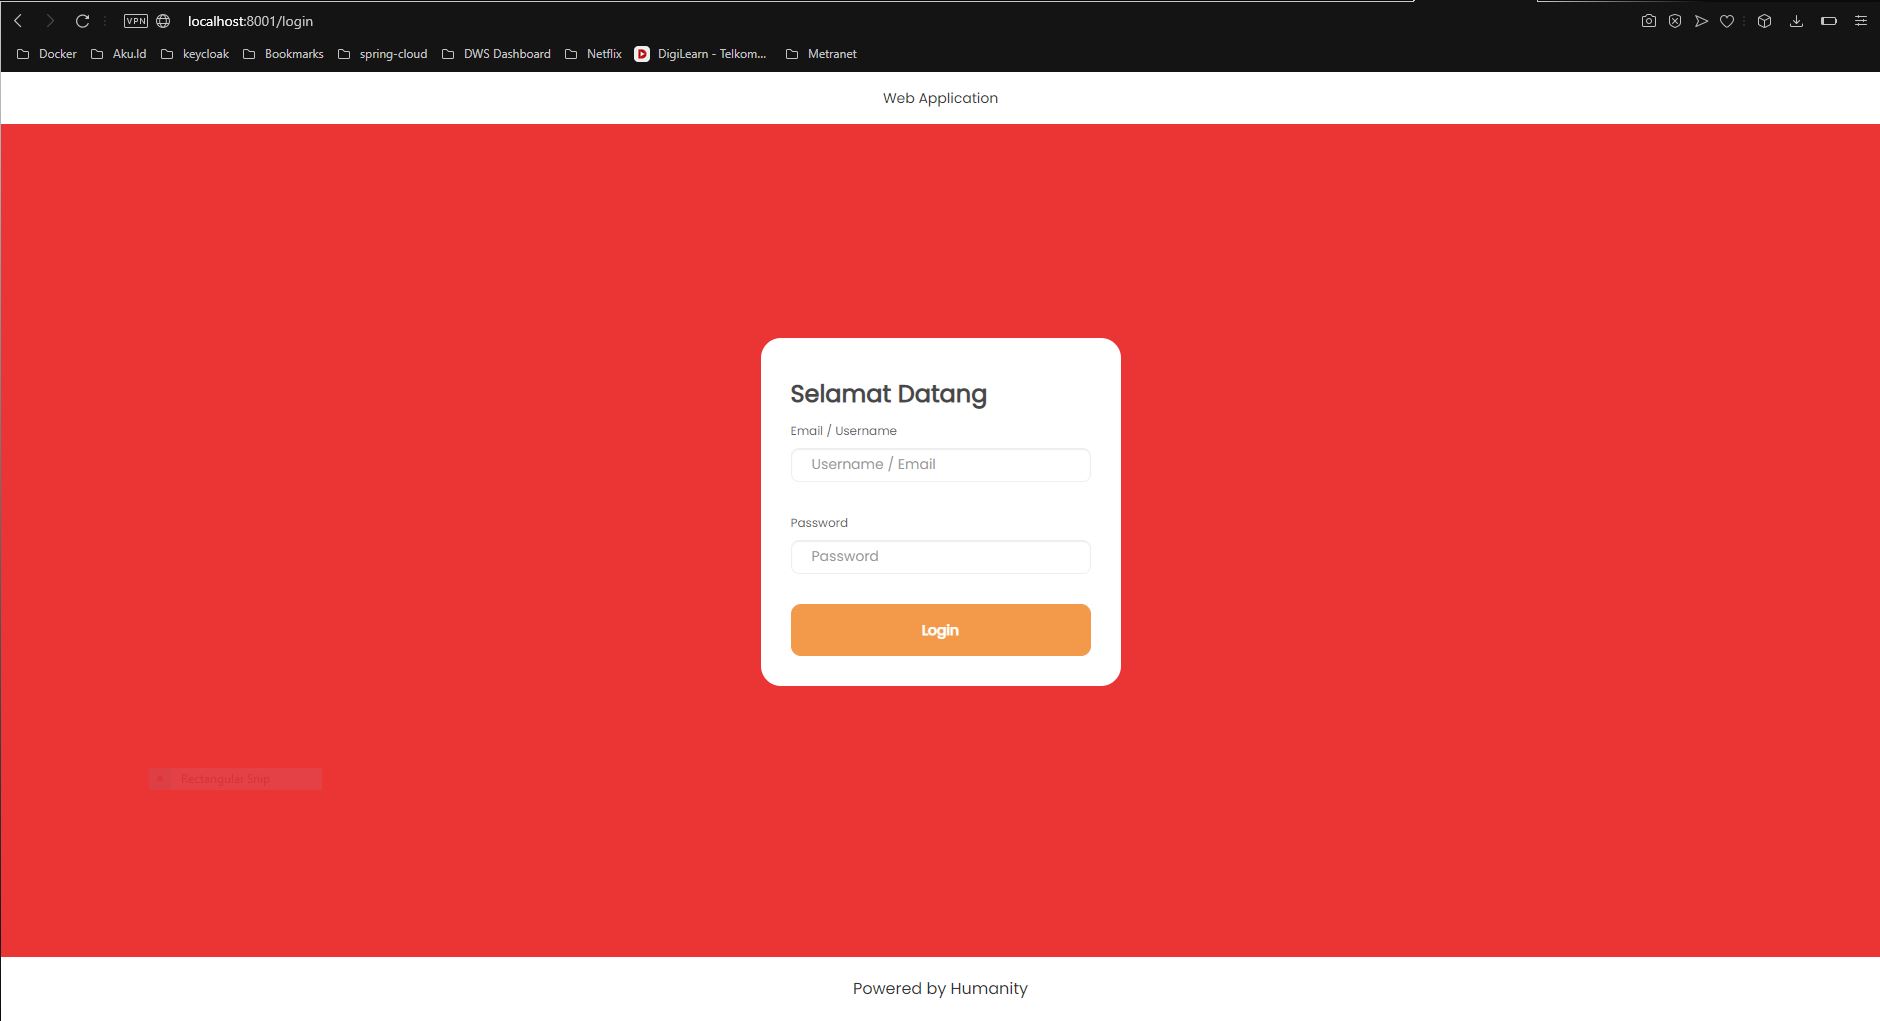 VPN localhost:8001/login
Docker Aku.Id keycloak Bookmarks spring-cloud DWS Dashboard Netflix DigiLearn - Telkom... Metranet
Web Application
Selamat Datang
Email / Username
Username / Email
Password
Password
Login
Rectangular Snip
Powered by Humanity